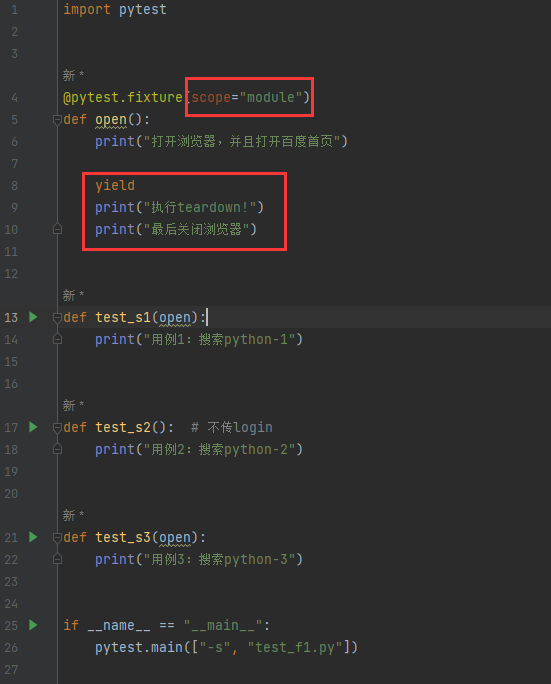 1 import pytest
2
3
新 *
4 @pytest.fixture(scope="module")
5 def open():
6 print("打开浏览器，并且打开百度首页")
7
8 yield
9 print("执行teardown!")
10 print("最后关闭浏览器")
11
12
新 *
13 def test_s1(open):
14 print("用例1：搜索python-1")
15
16
新 *
17 def test_s2():  # 不传login
18 print("用例2：搜索python-2")
19
20
新 *
21 def test_s3(open):
22 print("用例3：搜索python-3")
23
24
25 if __name__ == "__main__":
26 pytest.main(["-s", "test_f1.py"])
27